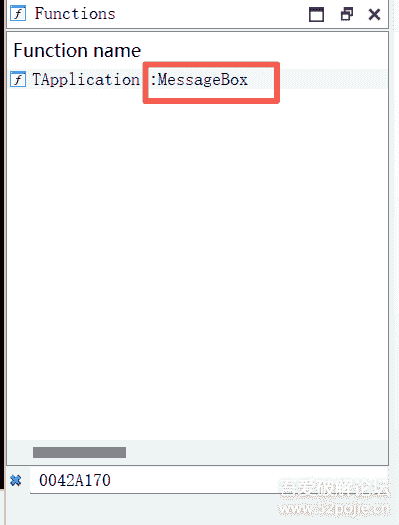 Functions
Function name
TApplication :MessageBox
0042A170
吾爱破解论坛
www.52pojie.cn